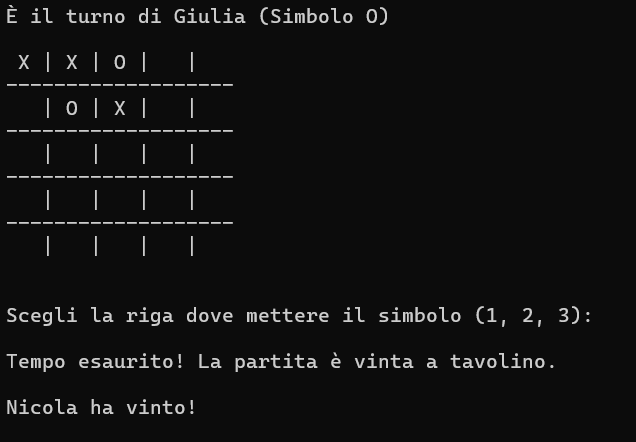 È il turno di Giulia (Simbolo O)
 X | X | O |   |
-------------------
   | O | X |   |
-------------------
   |   |   |   |
-------------------
   |   |   |   |
-------------------
   |   |   |   |
Scegli la riga dove mettere il simbolo (1, 2, 3):
Tempo esaurito! La partita è vinta a tavolino.
Nicola ha vinto!